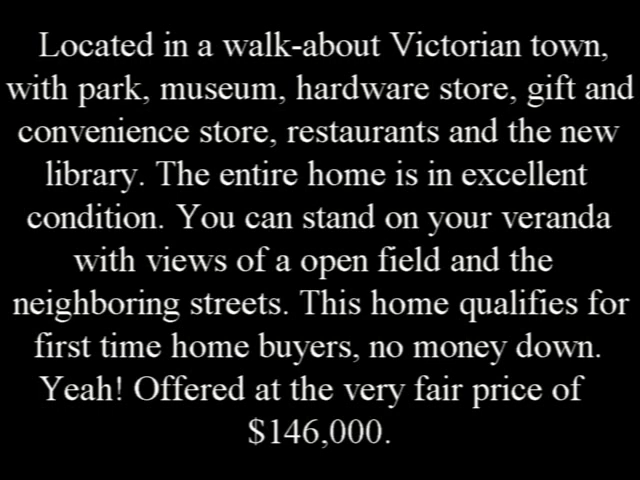 Located in a walk-about Victorian town,
with park, museum, hardware store, gift and
convenience store, restaurants and the new
library. The entire home is in excellent
condition. You can stand on your veranda
with views of a open field and the
neighboring streets. This home qualifies for
first time home buyers, no money down.
Yeah! Offered at the very fair price of
$146,000.